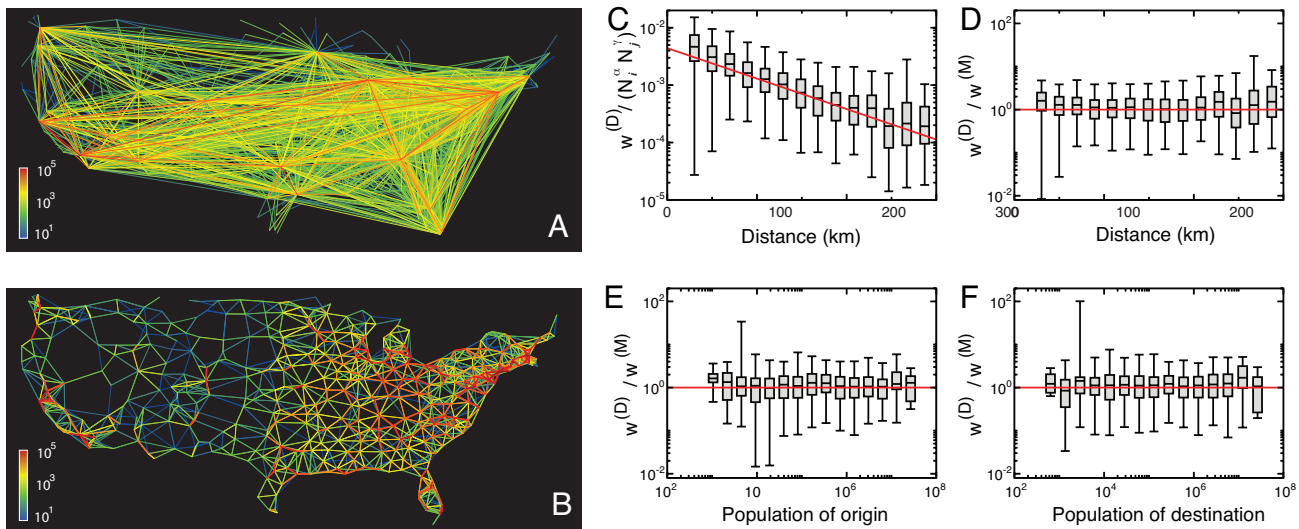 A
10^5
10^3
10^1
B
10^5
10^3
10^1
C
w^(D)/(N_i^α N_j^γ)
10^-2
10^-3
10^-4
10^-5
0 100 200
Distance (km)
D
w^(D) / w^(M)
10^2
10^0
10^-2
300
0 100 200
Distance (km)
E
w^(D) / w^(M)
10^2
10^0
10^-2
10^2 10 10^6 10^8
Population of origin
F
w^(D) / w^(M)
10^2
10^0
10^-2
10^2 10^4 10^6 10^8
Population of destination